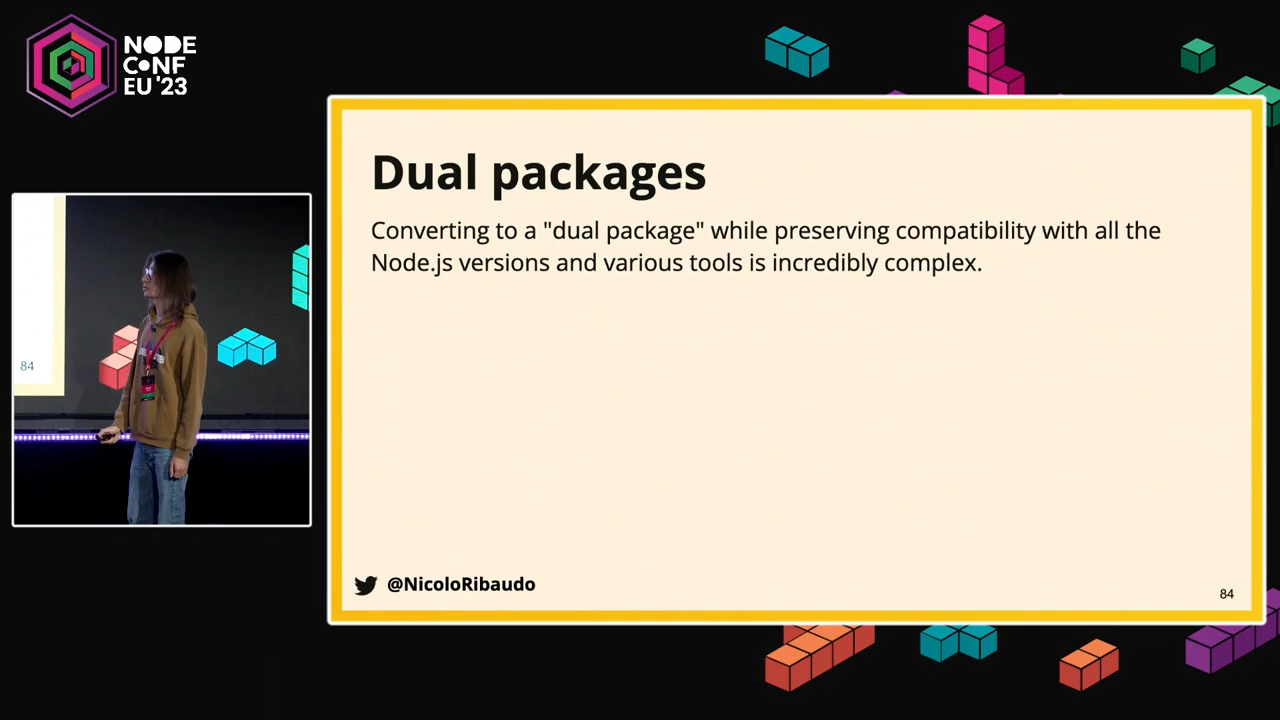 NODE
CONF
EU '23
Dual packages
Converting to a "dual package" while preserving compatibility with all the
Node.js versions and various tools is incredibly complex.
84
@NicoloRibaudo
84